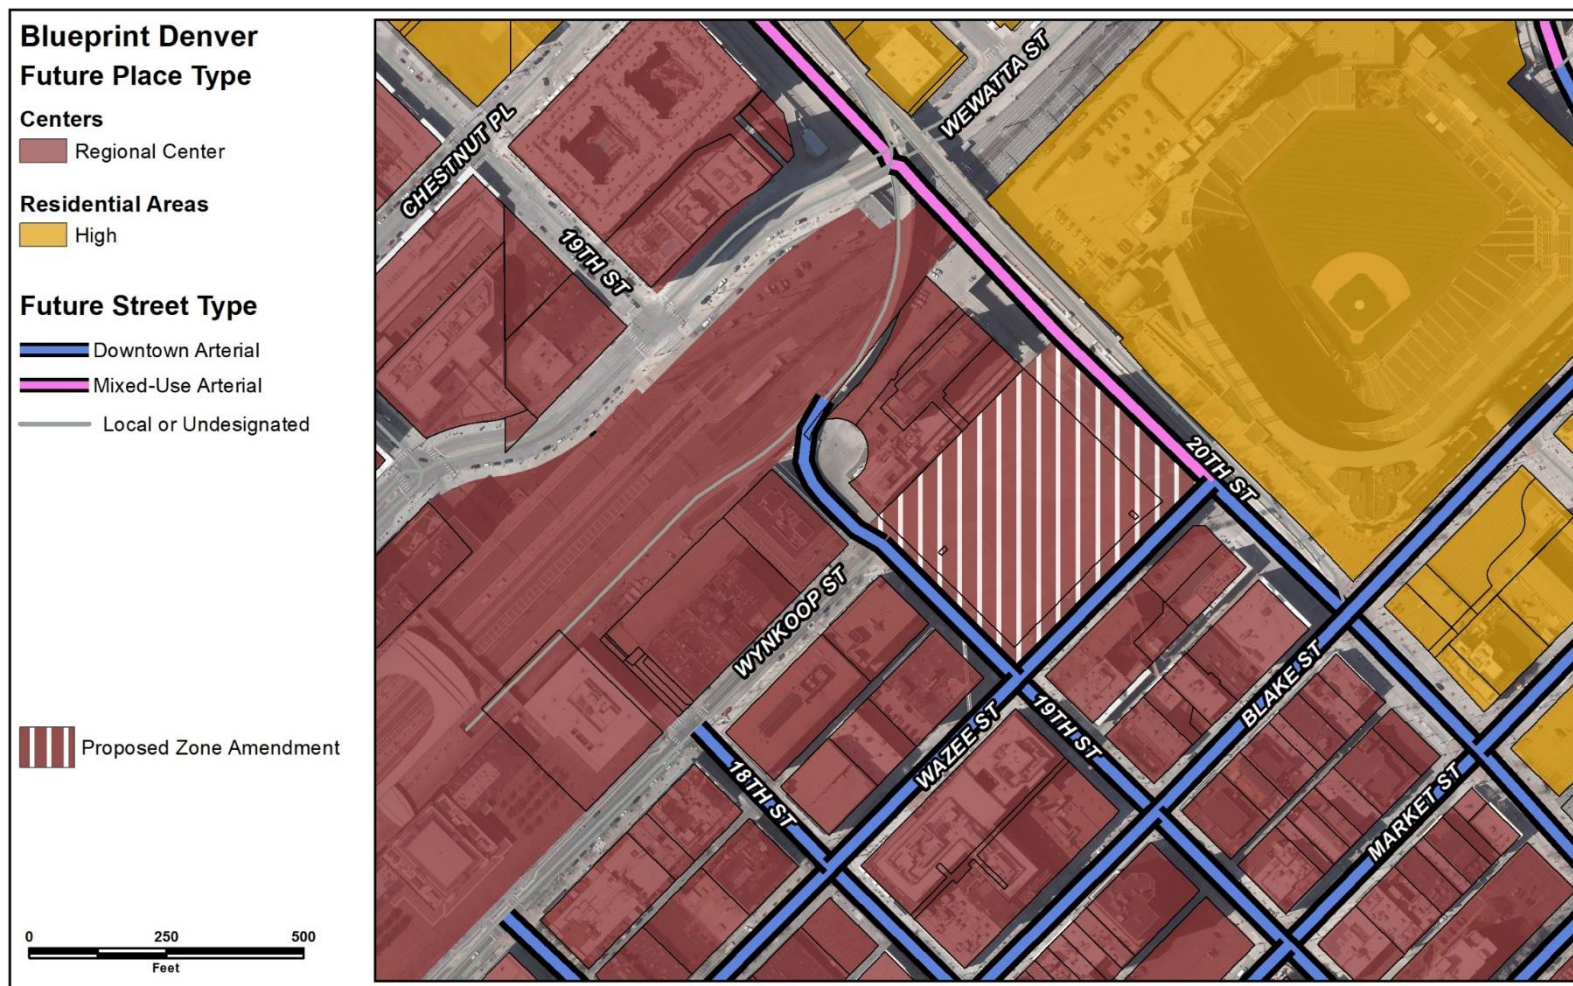 Blueprint Denver
Future Place Type
Centers
Regional Center
Residential Areas
High
Future Street Type
Downtown Arterial
Mixed-Use Arterial
Local or Undesignated
Proposed Zone Amendment
0 250 500
Feet
WEWATTA ST
CHESTNUT PL
19TH ST
20TH ST
WYNKOOP ST
BLAKE ST
WAZEE ST
19TH ST
18TH ST
MARKET ST